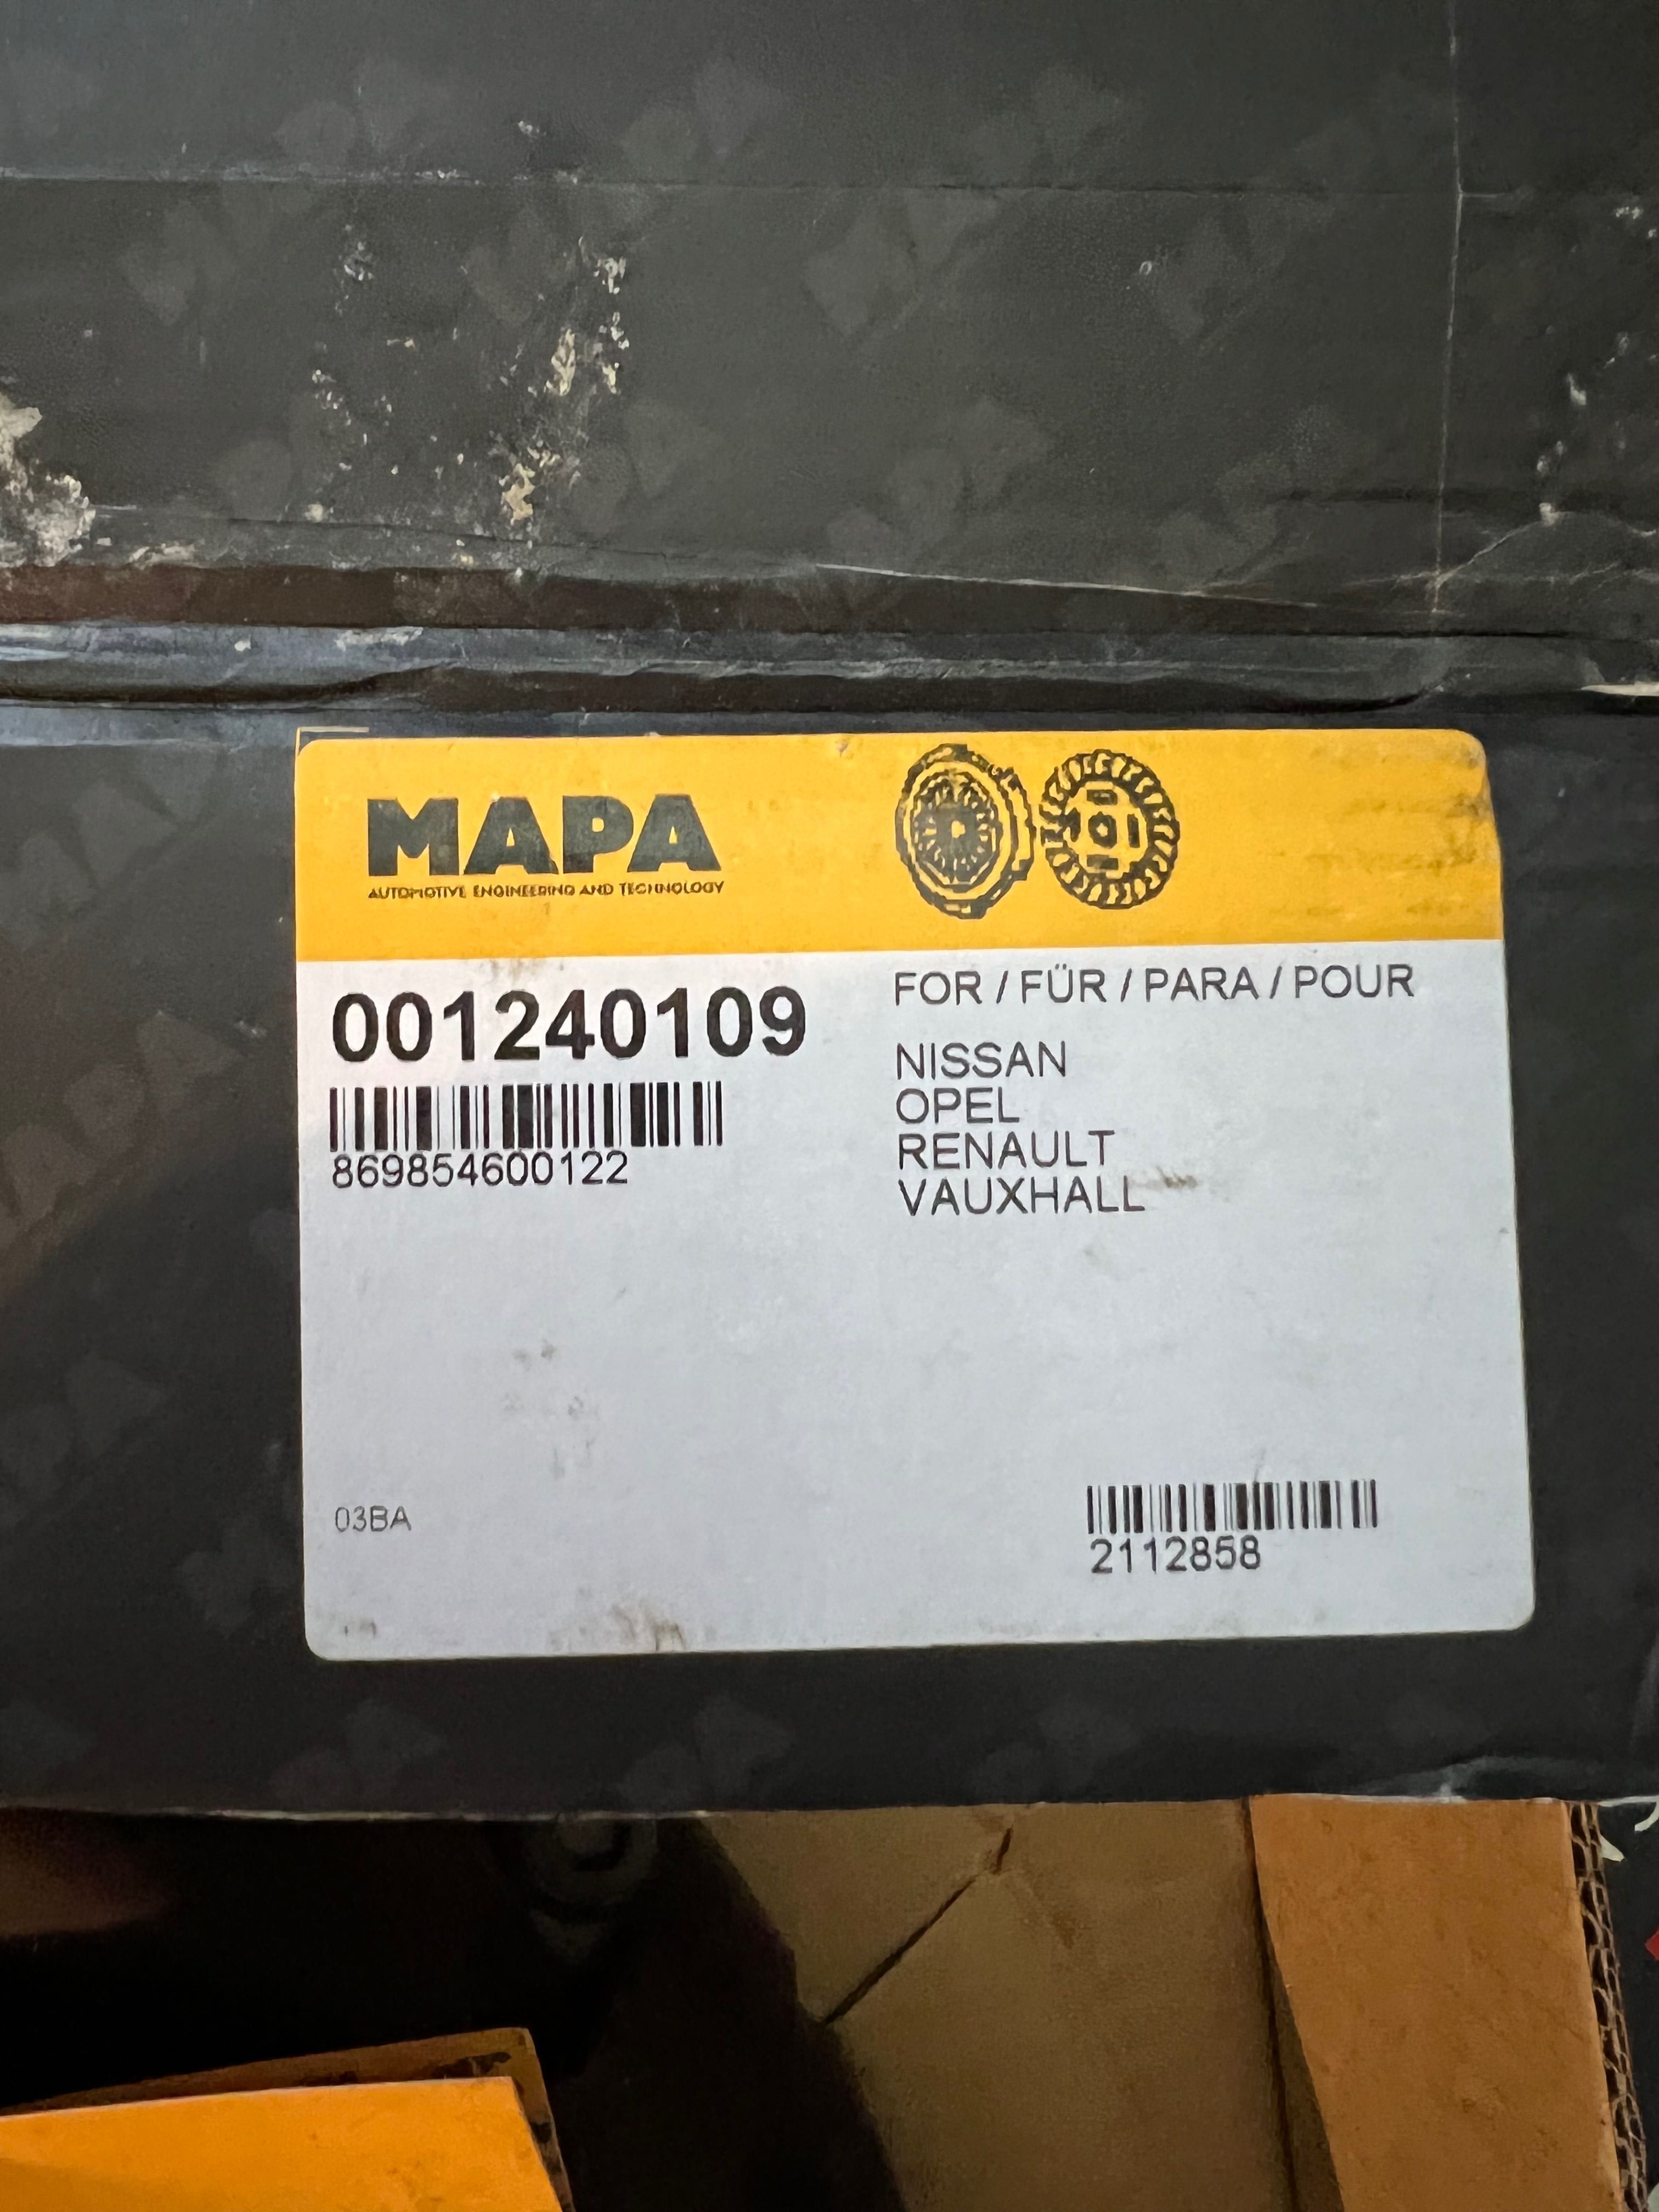 MAPA
AUTOMOTIVE ENGINEERING AND TECHNOLOGY
001240109
869854600122
FOR / FÜR / PARA / POUR
NISSAN
OPEL
RENAULT
VAUXHALL
03BA
2112858